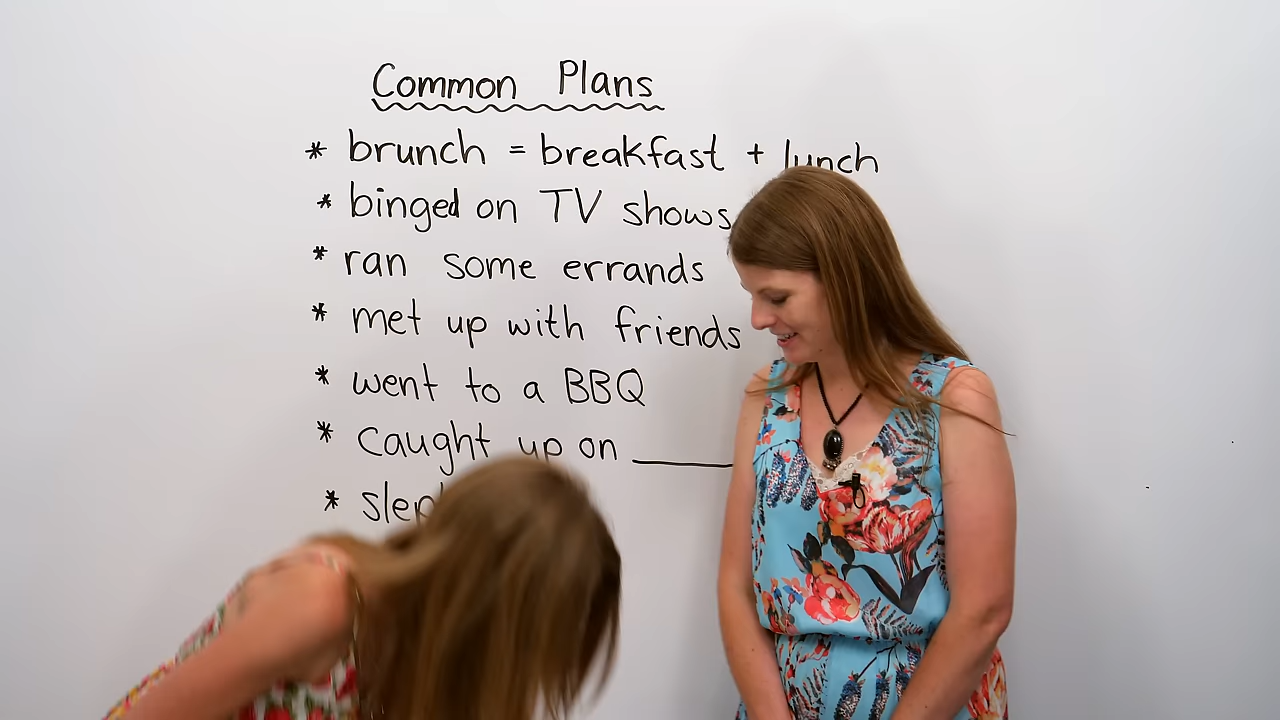 Common Plans
* brunch = breakfast + lunch
* binged on TV shows
* ran some errands
* met up with friends
* went to a BBQ
* caught up on ______
*